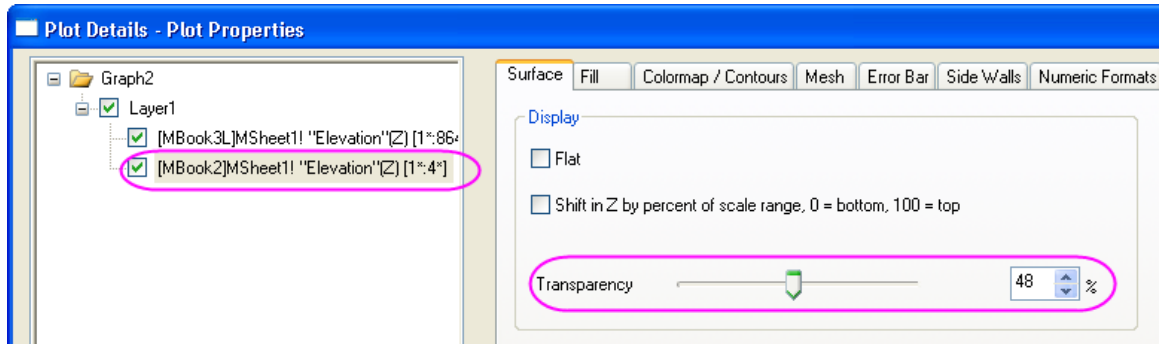 Plot Details - Plot Properties
Graph2
Layer1
[MBook3L]MSheet1! "Elevation"(Z) [1*:864
[MBook2]MSheet1! "Elevation"(Z) [1*:4*]
Surface Fill Colormap / Contours Mesh Error Bar Side Walls Numeric Formats
Display
Flat
Shift in Z by percent of scale range, 0 = bottom, 100 = top
Transparency 48 %